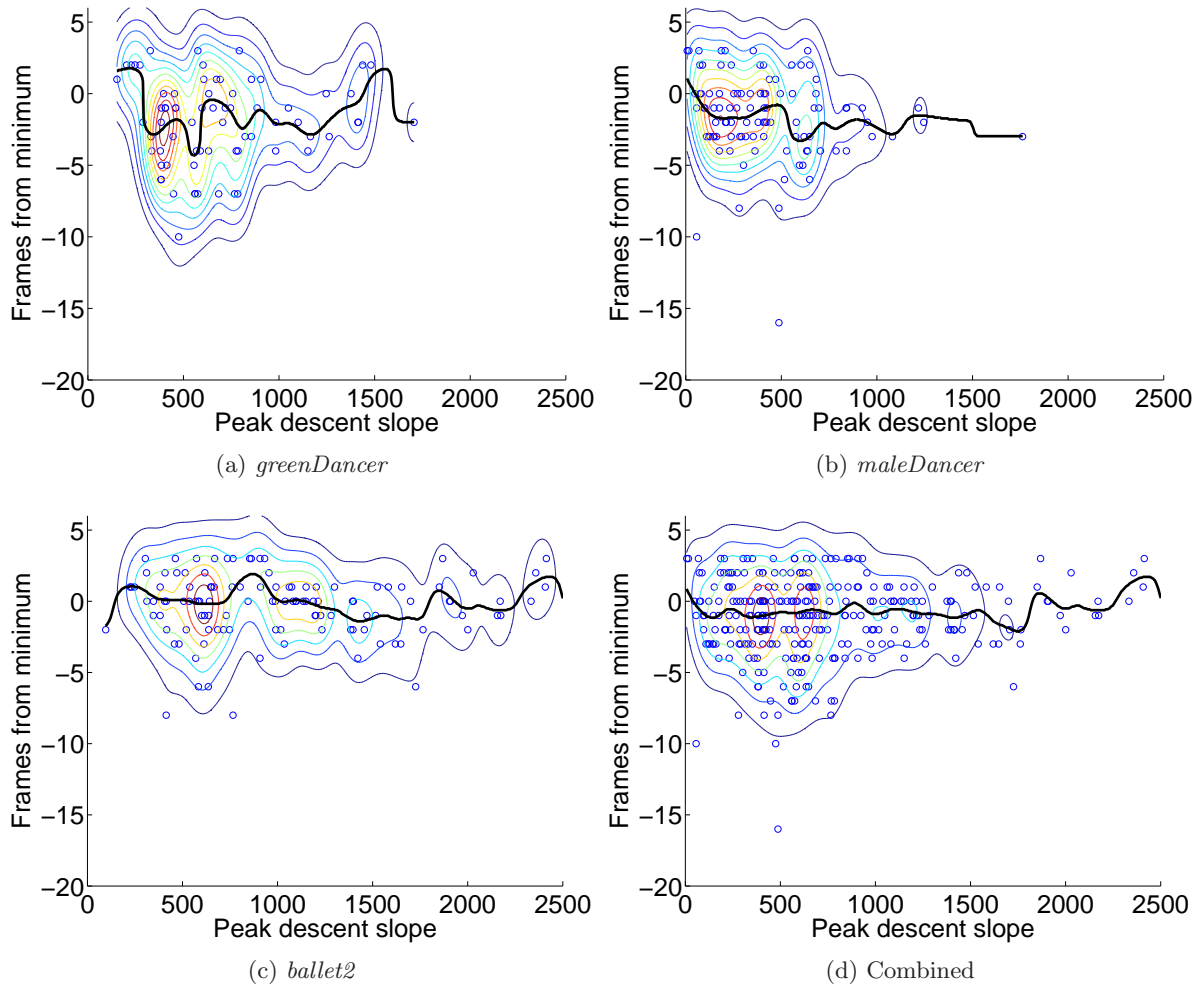 5
0
−5
−10
−15
−20
Frames from minimum
0 500 1000 1500 2000 2500
Peak descent slope
(a) greenDancer
5
0
−5
−10
−15
−20
Frames from minimum
0 500 1000 1500 2000 2500
Peak descent slope
(b) maleDancer
5
0
−5
−10
−15
−20
Frames from minimum
0 500 1000 1500 2000 2500
Peak descent slope
(c) ballet2
5
0
−5
−10
−15
−20
Frames from minimum
0 500 1000 1500 2000 2500
Peak descent slope
(d) Combined